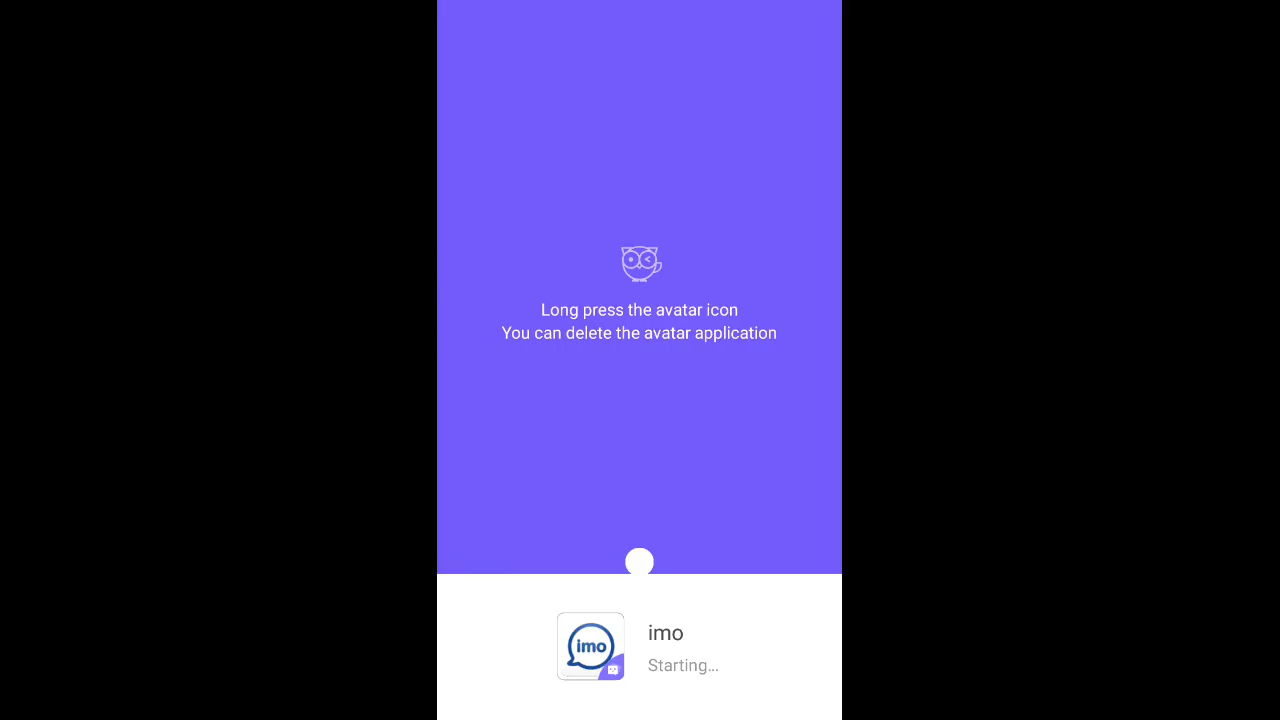 Long press the avatar icon
You can delete the avatar application
imo
imo
Starting...